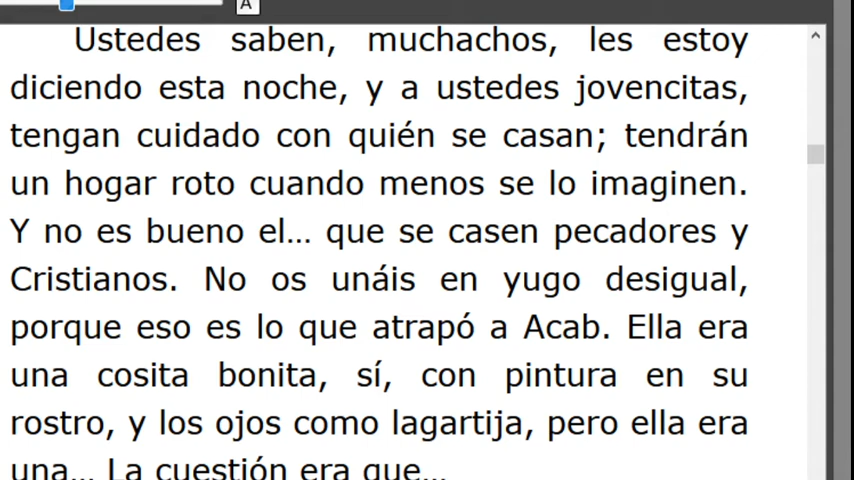 A
Ustedes saben, muchachos, les estoy
diciendo esta noche, y a ustedes jovencitas,
tengan cuidado con quién se casan; tendrán
un hogar roto cuando menos se lo imaginen.
Y no es bueno el… que se casen pecadores y
Cristianos. No os unáis en yugo desigual,
porque eso es lo que atrapó a Acab. Ella era
una cosita bonita, sí, con pintura en su
rostro, y los ojos como lagartija, pero ella era
una… La cuestión era que…